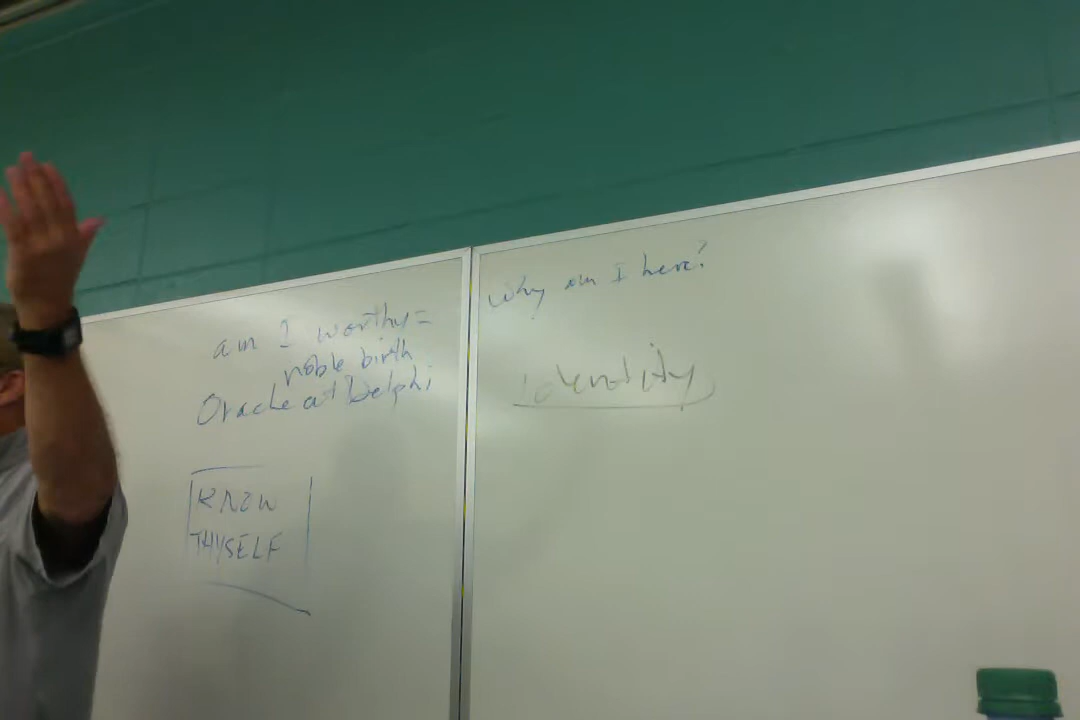 am I worthy =
noble birth
Oracle at Delphi
KNOW
THYSELF
Why am I here?
Identity